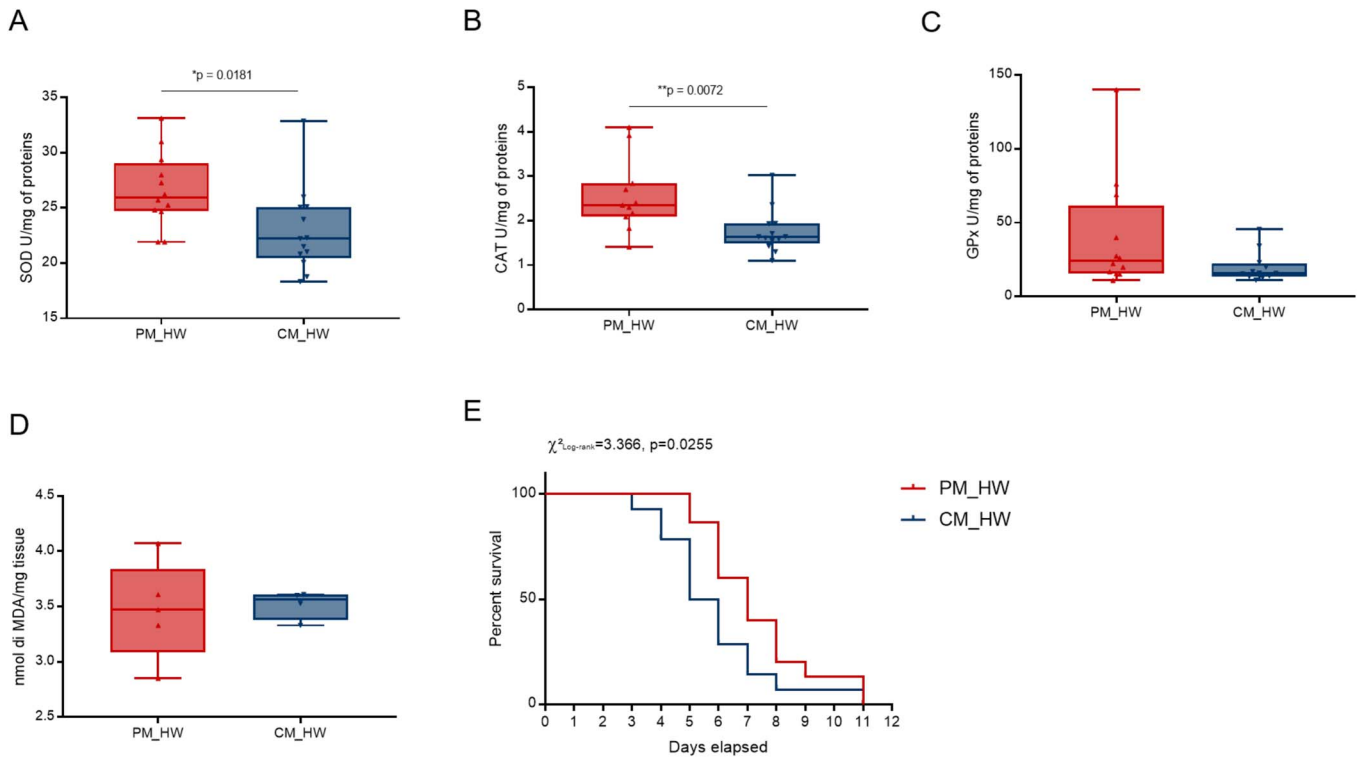 A
*p = 0.0181
SOD U/mg of proteins
35
30
25
20
15
PM_HW
CM_HW
B
**p = 0.0072
CAT U/mg of proteins
5
4
3
2
1
0
PM_HW
CM_HW
C
GPx U/mg of proteins
150
100
50
0
PM_HW
CM_HW
D
nmol di MDA/mg tissue
4.5
4.0
3.5
3.0
2.5
PM_HW
CM_HW
E
χ²Log-rank=3.366, p=0.0255
Percent survival
100
50
0
0 1 2 3 4 5 6 7 8 9 10 11 12
Days elapsed
PM_HW
CM_HW